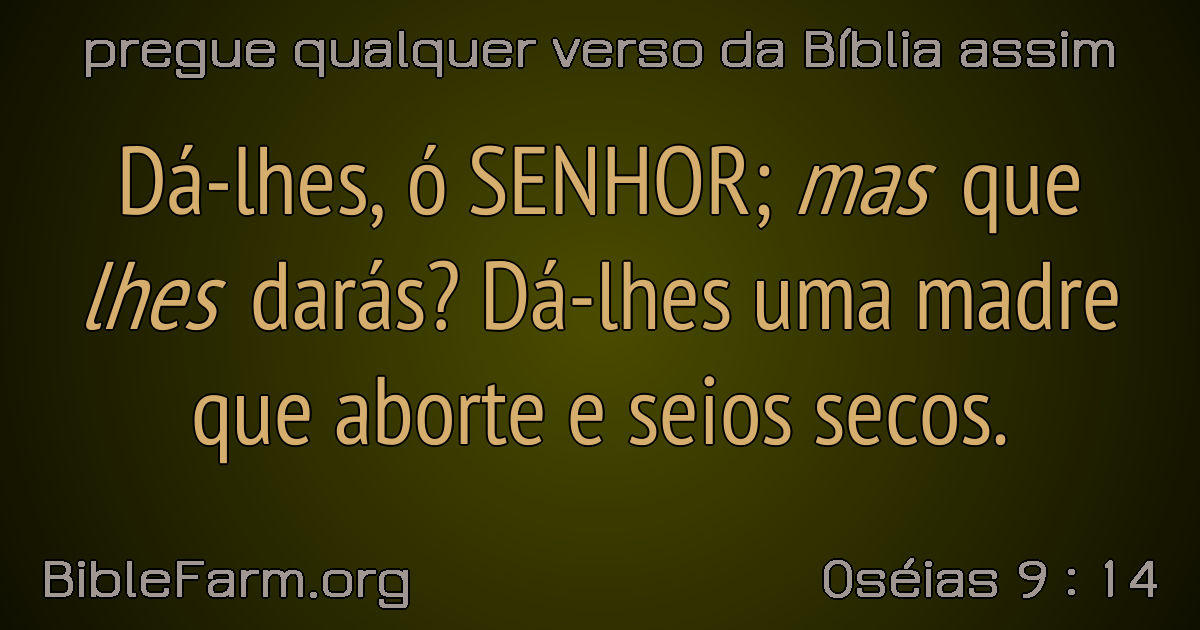 pregue qualquer verso da Bíblia assim
Dá-lhes, ó SENHOR; mas que
lhes darás? Dá-lhes uma madre
que aborte e seios secos.
BibleFarm.org
Oséias 9 : 14